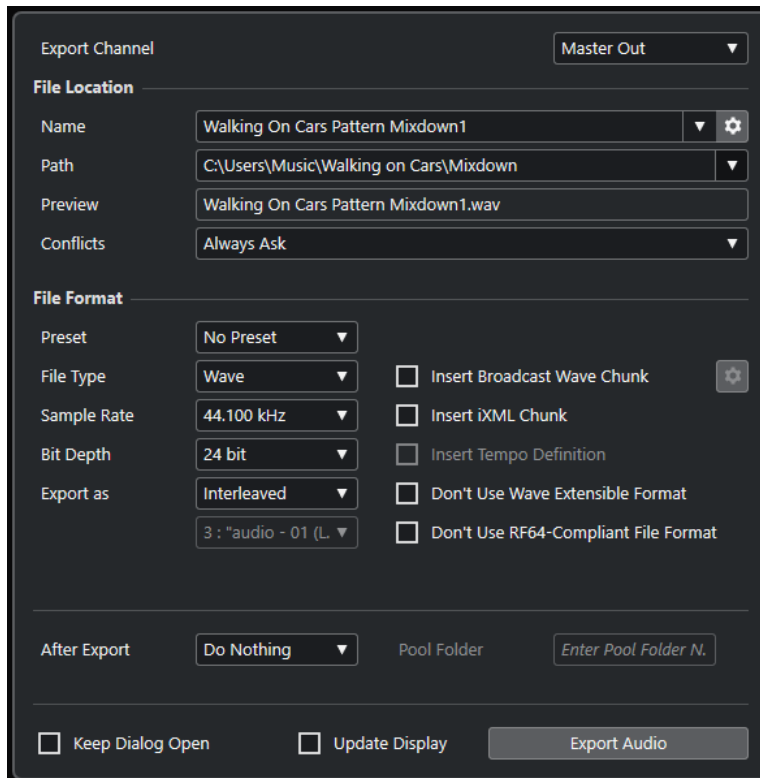 Export Channel Master Out
File Location
Name Walking On Cars Pattern Mixdown1
Path C:\Users\Music\Walking on Cars\Mixdown
Preview Walking On Cars Pattern Mixdown1.wav
Conflicts Always Ask
File Format
Preset No Preset
File Type Wave Insert Broadcast Wave Chunk
Sample Rate 44.100 kHz Insert iXML Chunk
Bit Depth 24 bit Insert Tempo Definition
Export as Interleaved Don't Use Wave Extensible Format
3 : "audio - 01 (L. Don't Use RF64-Compliant File Format
After Export Do Nothing Pool Folder Enter Pool Folder N.
Keep Dialog Open Update Display Export Audio